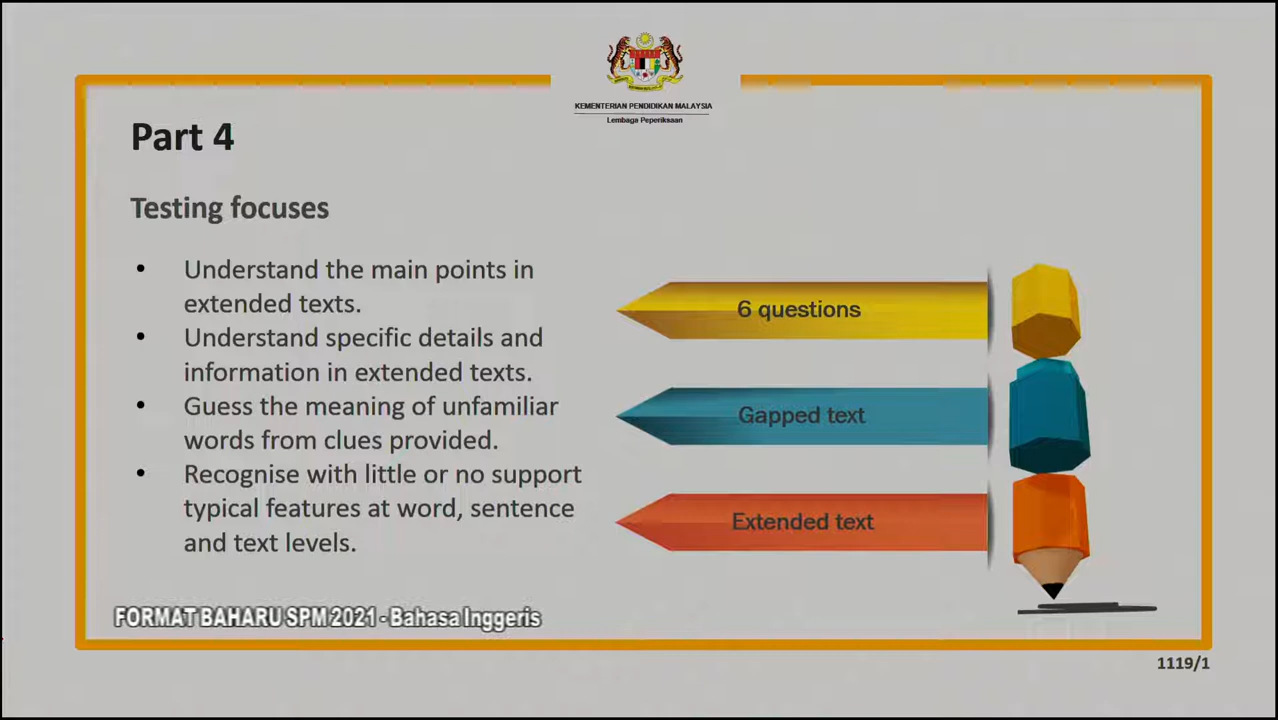 KEMENTERIAN PENDIDIKAN MALAYSIA
Lembaga Peperiksaan
Part 4
Testing focuses
• Understand the main points in
extended texts.
• Understand specific details and
information in extended texts.
• Guess the meaning of unfamiliar
words from clues provided.
• Recognise with little or no support
typical features at word, sentence
and text levels.
6 questions
Gapped text
Extended text
FORMAT BAHARU SPM 2021 - Bahasa Inggeris
1119/1